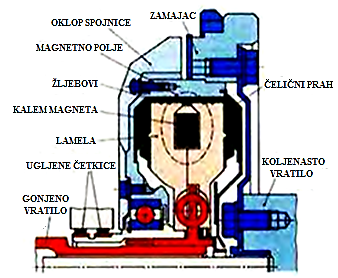 ZAMAJAC
OKLOP SPOJNICE
MAGNETNO POLJE
ŽLJEBOVI
ČELIČNI PRAH
KALEM MAGNETA
LAMELA
UGLJENE ČETKICE
KOLJENASTO
VRATILO
GONJENO
VRATILO